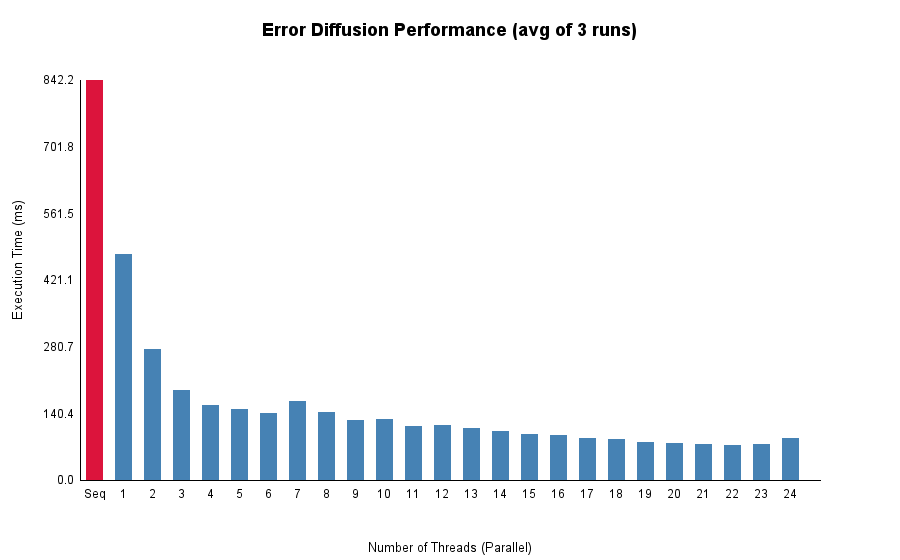 Error Diffusion Performance (avg of 3 runs)
842.2
701.8
561.5
421.1
280.7
140.4
0.0
Execution Time (ms)
Seq 1 2 3 4 5 6 7 8 9 10 11 12 13 14 15 16 17 18 19 20 21 22 23 24
Number of Threads (Parallel)